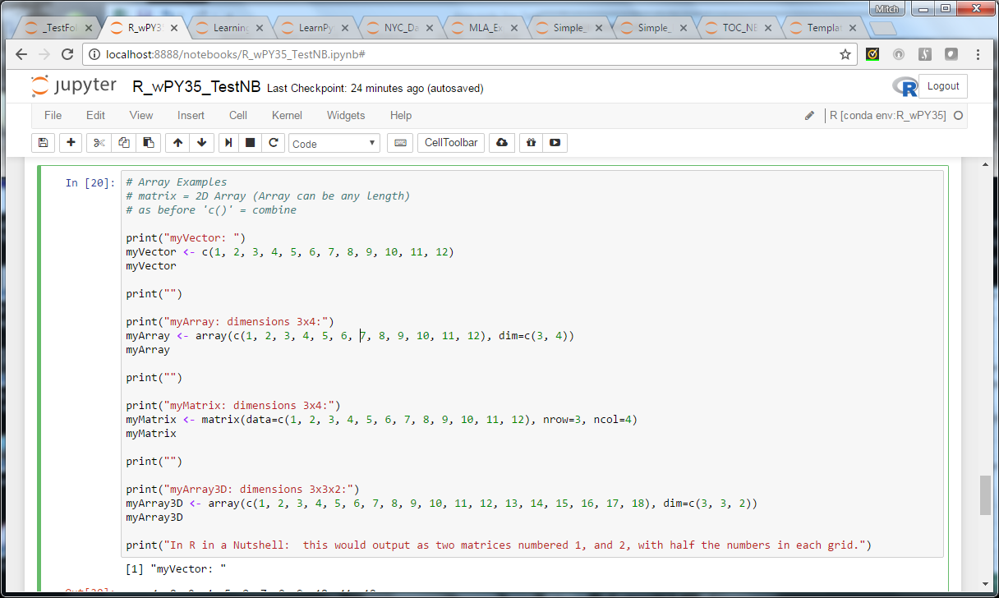 Mitch
_TestFol
R_wPY3
Learning
LearnPy
NYC_Da
MLA_Ex
Simple_
Simple_
TOC_NB
Templat
localhost:8888/notebooks/R_wPY35_TestNB.ipynb#
jupyter R_wPY35_TestNB Last Checkpoint: 24 minutes ago (autosaved)
R
Logout
File Edit View Insert Cell Kernel Widgets Help
R [conda env:R_wPY35]
Code
CellToolbar
In [20]:
# Array Examples
# matrix = 2D Array (Array can be any length)
# as before 'c()' = combine
print("myVector: ")
myVector <- c(1, 2, 3, 4, 5, 6, 7, 8, 9, 10, 11, 12)
myVector
print("")
print("myArray: dimensions 3x4:")
myArray <- array(c(1, 2, 3, 4, 5, 6, 7, 8, 9, 10, 11, 12), dim=c(3, 4))
myArray
print("")
print("myMatrix: dimensions 3x4:")
myMatrix <- matrix(data=c(1, 2, 3, 4, 5, 6, 7, 8, 9, 10, 11, 12), nrow=3, ncol=4)
myMatrix
print("")
print("myArray3D: dimensions 3x3x2:")
myArray3D <- array(c(1, 2, 3, 4, 5, 6, 7, 8, 9, 10, 11, 12, 13, 14, 15, 16, 17, 18), dim=c(3, 3, 2))
myArray3D
print("In R in a Nutshell:  this would output as two matrices numbered 1, and 2, with half the numbers in each grid.")
[1] "myVector: "